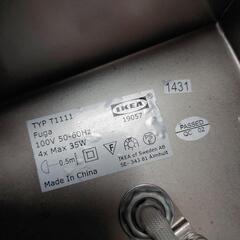 TYP T1111
Fuga
100V 50-60Hz
4x Max 35W
0,5m
Made In China
IKEA
19057
F
IKEA of Sweden AB
SE- 343 81 Älmhult
1431
PASSED
QC 02